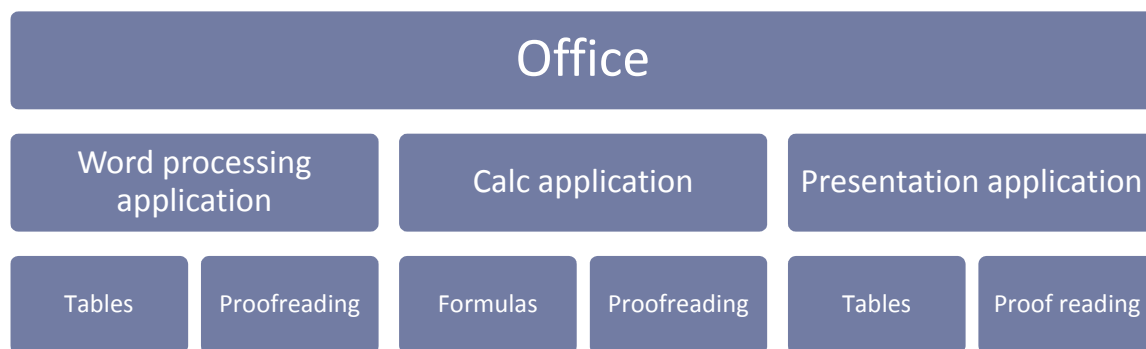 Office
Word processing
application
Calc application
Presentation application
Tables
Proofreading
Formulas
Proofreading
Tables
Proof reading